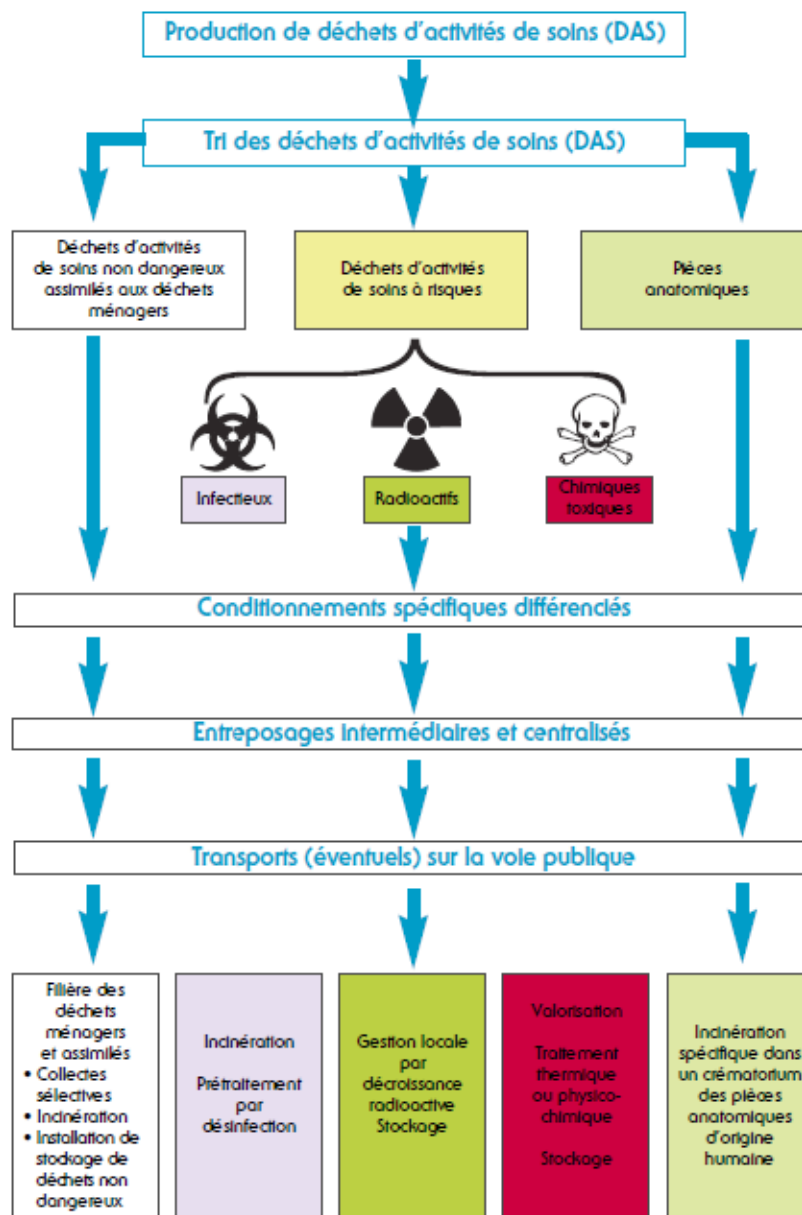 Production de déchets d'activités de soins (DAS)
Tri des déchets d'activités de soins (DAS)
Déchets d'activités
de soins non dangereux
assimilés aux déchets
ménagers
Déchets d'activités
de soins à risques
Pièces
anatomiques
Infectieux
Radioactifs
Chimiques
toxiques
Conditionnements spécifiques différenciés
Entreposages intermédiaires et centralisés
Transports (éventuels) sur la voie publique
Filière des
déchets
ménagers
et assimilés
• Collectes
sélectives
• Incinération
• Installation de
stockage de
déchets non
dangereux
Incinération
Prétraitement
par
désinfection
Gestion locale
par
décroissance
radioactive
Stockage
Valorisation
Traitement
thermique
ou physico-
chimique
Stockage
Incinération
spécifique dans
un crématorium
des pièces
anatomiques
d'origine
humaine